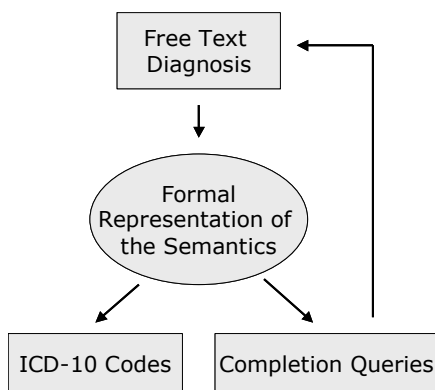 Free Text
Diagnosis
Formal
Representation of
the Semantics
ICD-10 Codes
Completion Queries